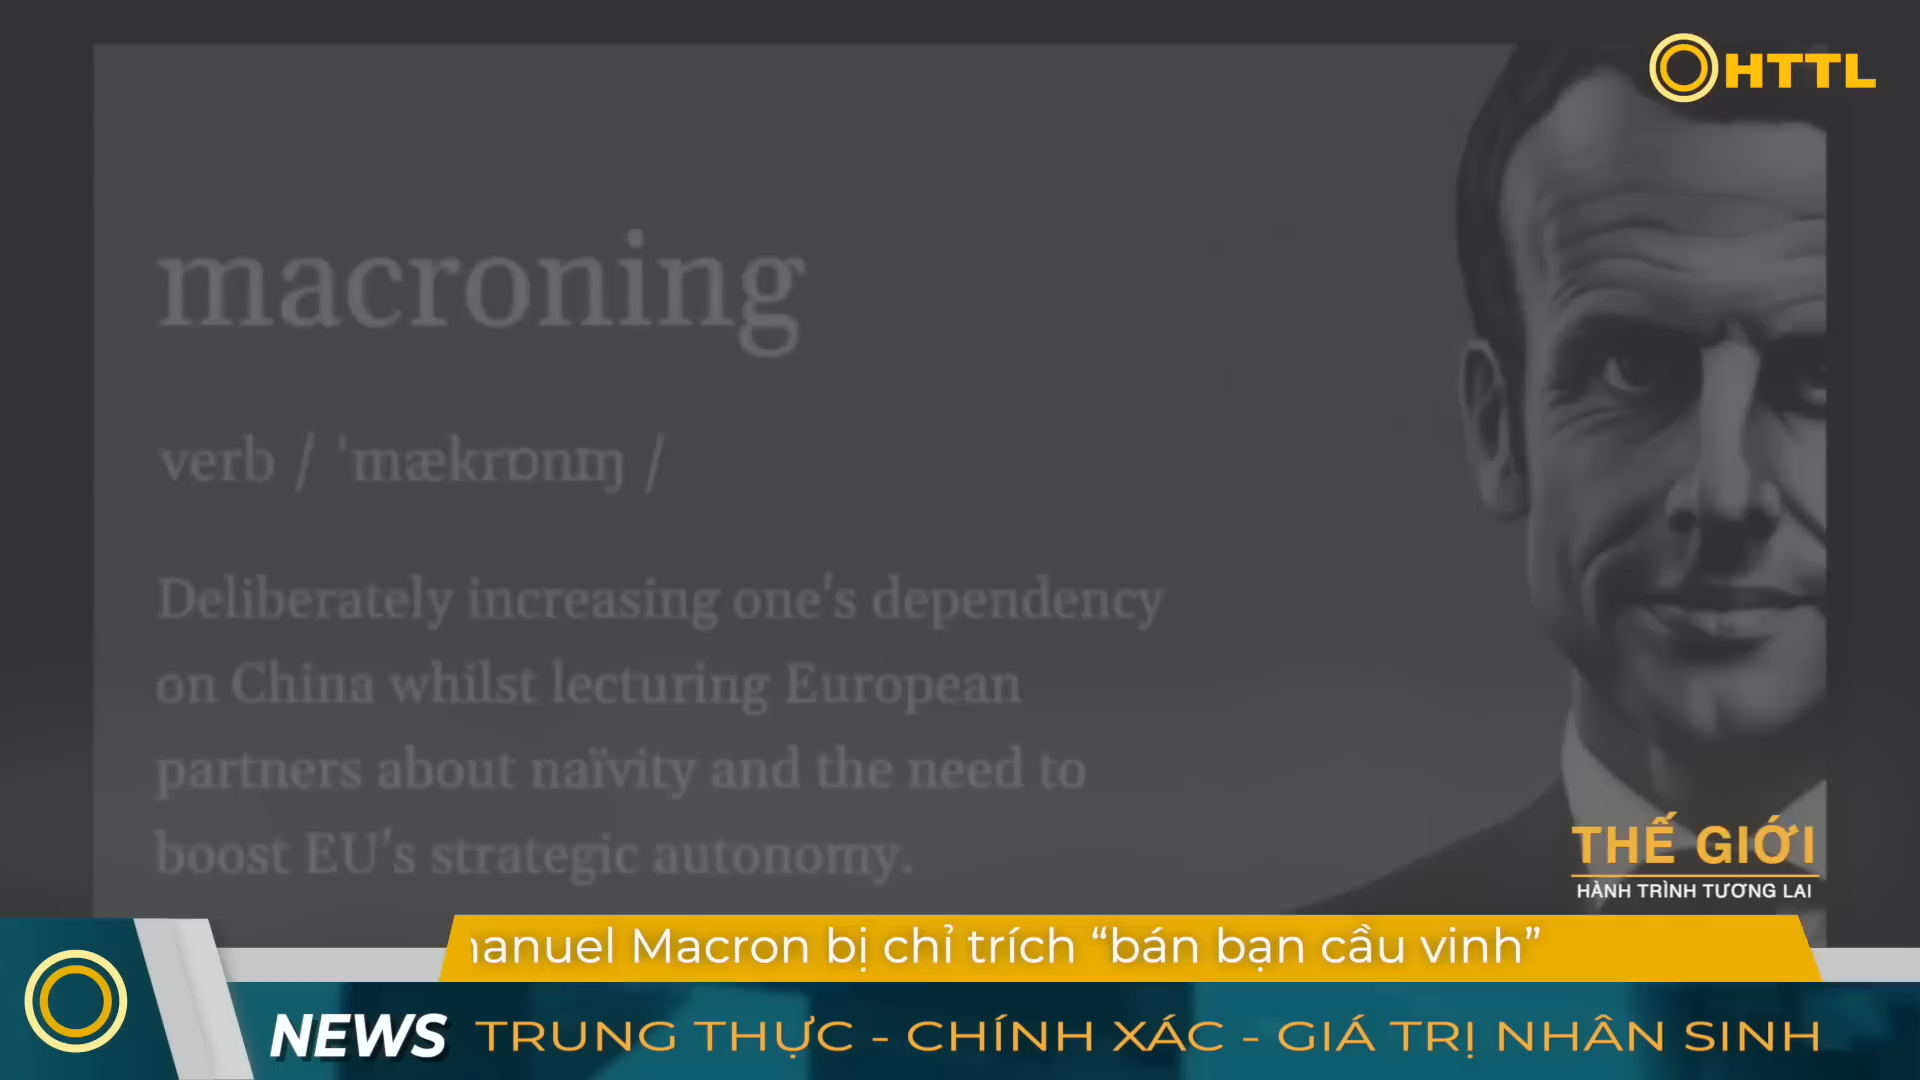 HTTL
macroning
verb / ˈmækrɒnɪŋ /
Deliberately increasing one's dependency
on China whilst lecturing European
partners about naïvity and the need to
boost EU's strategic autonomy.
THẾ GIỚI
HÀNH TRÌNH TƯƠNG LAI
anuel Macron bị chỉ trích “bán bạn cầu vinh”
NEWS
TRUNG THỰC - CHÍNH XÁC - GIÁ TRỊ NHÂN SINH